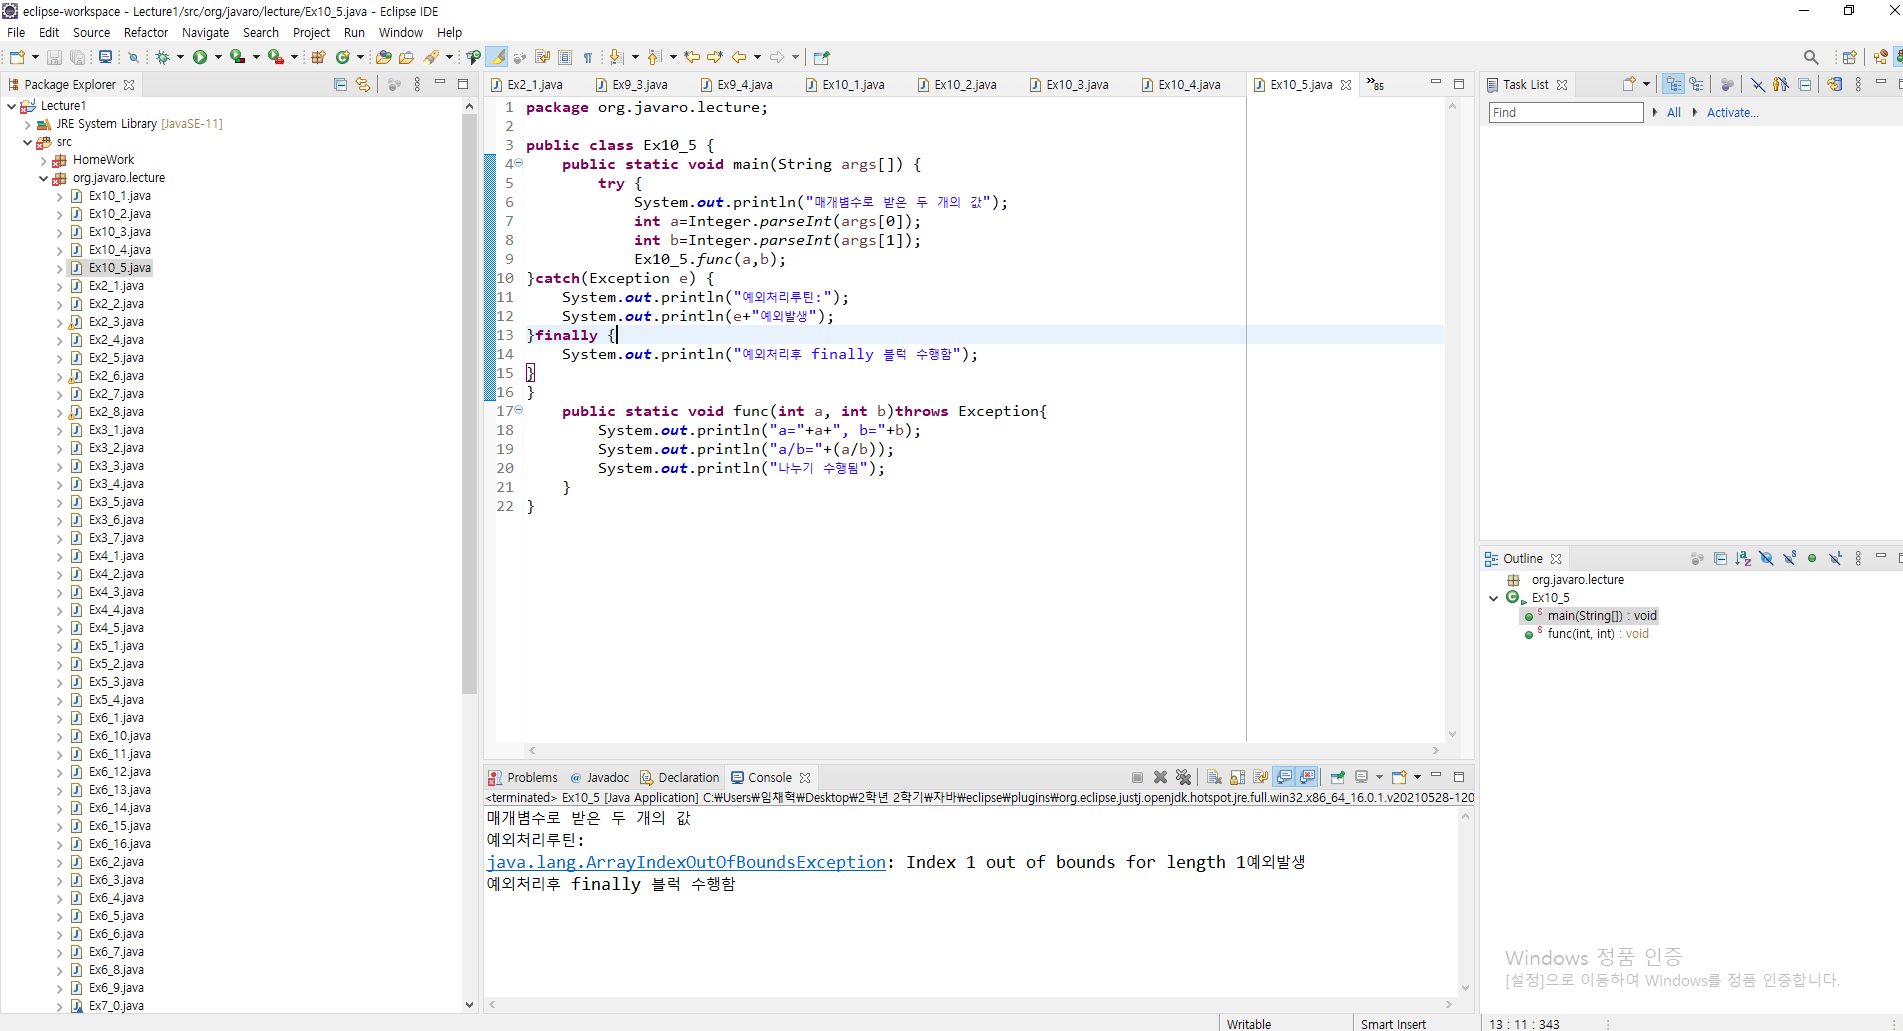 eclipse-workspace - Lecture1/src/org/javaro/lecture/Ex10_5.java - Eclipse IDE
File Edit Source Refactor Navigate Search Project Run Window Help
Package Explorer
Lecture1
JRE System Library [JavaSE-11]
src
HomeWork
org.javaro.lecture
Ex10_1.java
Ex10_2.java
Ex10_3.java
Ex10_4.java
Ex10_5.java
Ex2_1.java
Ex2_2.java
Ex2_3.java
Ex2_4.java
Ex2_5.java
Ex2_6.java
Ex2_7.java
Ex2_8.java
Ex3_1.java
Ex3_2.java
Ex3_3.java
Ex3_4.java
Ex3_5.java
Ex3_6.java
Ex3_7.java
Ex4_1.java
Ex4_2.java
Ex4_3.java
Ex4_4.java
Ex4_5.java
Ex5_1.java
Ex5_2.java
Ex5_3.java
Ex5_4.java
Ex6_1.java
Ex6_10.java
Ex6_11.java
Ex6_12.java
Ex6_13.java
Ex6_14.java
Ex6_15.java
Ex6_16.java
Ex6_2.java
Ex6_3.java
Ex6_4.java
Ex6_5.java
Ex6_6.java
Ex6_7.java
Ex6_8.java
Ex6_9.java
Ex7_0.java
Ex2_1.java Ex9_3.java Ex9_4.java Ex10_1.java Ex10_2.java Ex10_3.java Ex10_4.java Ex10_5.java »85
1 package org.javaro.lecture;
2
3 public class Ex10_5 {
4 public static void main(String args[]) {
5 try {
6 System.out.println("매개변수로 받은 두 개의 값");
7 int a=Integer.parseInt(args[0]);
8 int b=Integer.parseInt(args[1]);
9 Ex10_5.func(a,b);
10 }catch(Exception e) {
11 System.out.println("예외처리루틴:");
12 System.out.println(e+"예외발생");
13 }finally {
14 System.out.println("예외처리후 finally 블럭 수행함");
15 }
16 }
17 public static void func(int a, int b)throws Exception{
18 System.out.println("a="+a+", b="+b);
19 System.out.println("a/b="+(a/b));
20 System.out.println("나누기 수행됨");
21 }
22 }
Problems Javadoc Declaration Console
<terminated> Ex10_5 [Java Application] C:₩Users₩임채혁₩Desktop₩2학년 2학기₩자바₩eclipse₩plugins₩org.eclipse.justj.openjdk.hotspot.jre.full.win32.x86_64_16.0.1.v20210528-120
매개변수로 받은 두 개의 값
예외처리루틴:
java.lang.ArrayIndexOutOfBoundsException: Index 1 out of bounds for length 1예외발생
예외처리후 finally 블럭 수행함
Task List
Find All Activate...
Outline
org.javaro.lecture
Ex10_5
main(String[]) : void
func(int, int) : void
Windows 정품 인증
[설정]으로 이동하여 Windows를 정품 인증합니다.
Writable Smart Insert 13 : 11 : 343